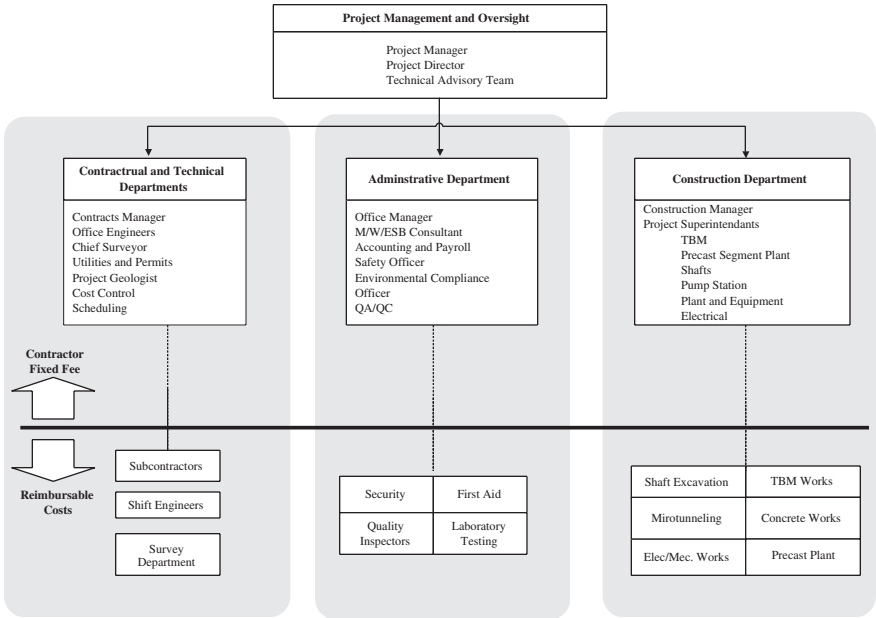 Project Management and Oversight
Project Manager
Project Director
Technical Advisory Team
Contractrual and Technical
Departments
Contracts Manager
Office Engineers
Chief Surveyor
Utilities and Permits
Project Geologist
Cost Control
Scheduling
Adminstrative Department
Office Manager
M/W/ESB Consultant
Accounting and Payroll
Safety Officer
Environmental Compliance
Officer
QA/QC
Construction Department
Construction Manager
Project Superintendants
TBM
Precast Segment Plant
Shafts
Pump Station
Plant and Equipment
Electrical
Contractor
Fixed Fee
Reimbursable
Costs
Subcontractors
Shift Engineers
Survey
Department
Security
First Aid
Quality
Inspectors
Laboratory
Testing
Shaft Excavation
TBM Works
Mirotunneling
Concrete Works
Elec/Mec. Works
Precast Plant